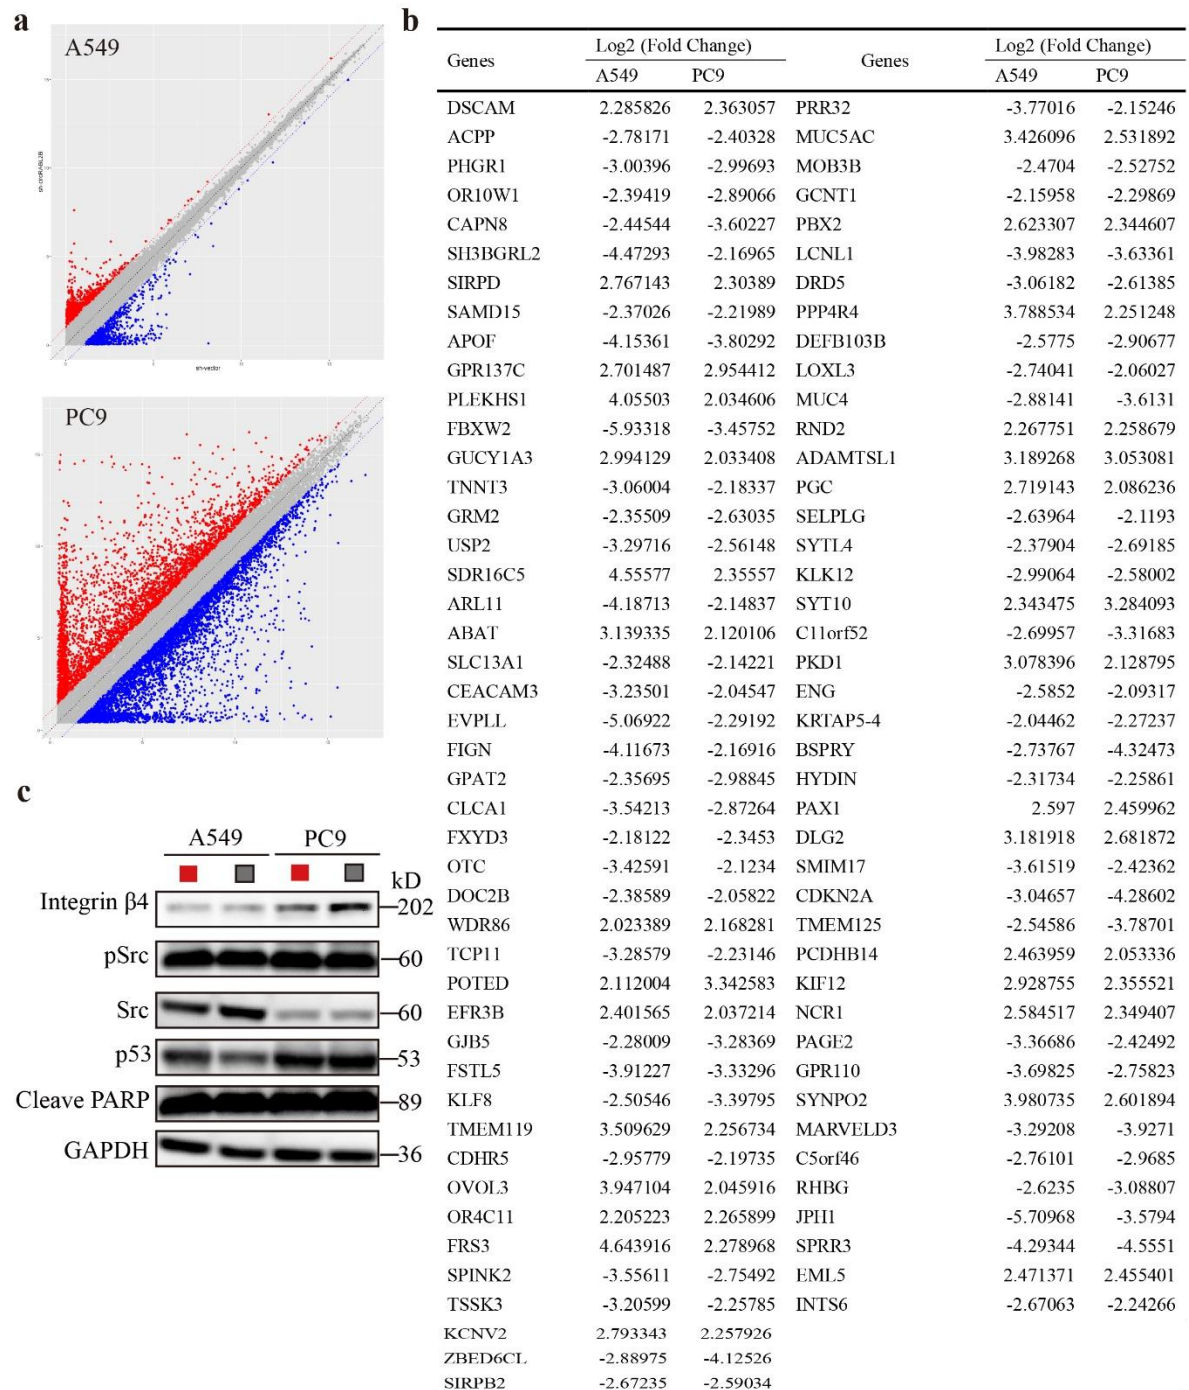 a
A549
sh-circRABL2B
sh-vector
PC9
b
Genes Log2 (Fold Change) Genes Log2 (Fold Change)
A549 PC9 A549 PC9
DSCAM 2.285826 2.363057 PRR32 -3.77016 -2.15246
ACPP -2.78171 -2.40328 MUC5AC 3.426096 2.531892
PHGR1 -3.00396 -2.99693 MOB3B -2.4704 -2.52752
OR10W1 -2.39419 -2.89066 GCNT1 -2.15958 -2.29869
CAPN8 -2.44544 -3.60227 PBX2 2.623307 2.344607
SH3BGRL2 -4.47293 -2.16965 LCNL1 -3.98283 -3.63361
SIRPD 2.767143 2.30389 DRD5 -3.06182 -2.61385
SAMD15 -2.37026 -2.21989 PPP4R4 3.788534 2.251248
APOF -4.15361 -3.80292 DEFB103B -2.5775 -2.90677
GPR137C 2.701487 2.954412 LOXL3 -2.74041 -2.06027
PLEKHS1 4.05503 2.034606 MUC4 -2.88141 -3.6131
FBXW2 -5.93318 -3.45752 RND2 2.267751 2.258679
GUCY1A3 2.994129 2.033408 ADAMTSL1 3.189268 3.053081
TNNT3 -3.06004 -2.18337 PGC 2.719143 2.086236
GRM2 -2.35509 -2.63035 SELPLG -2.63964 -2.1193
USP2 -3.29716 -2.56148 SYTL4 -2.37904 -2.69185
SDR16C5 4.55577 2.35557 KLK12 -2.99064 -2.58002
ARL11 -4.18713 -2.14837 SYT10 2.343475 3.284093
ABAT 3.139335 2.120106 C11orf52 -2.69957 -3.31683
SLC13A1 -2.32488 -2.14221 PKD1 3.078396 2.128795
CEACAM3 -3.23501 -2.04547 ENG -2.5852 -2.09317
EVPLL -5.06922 -2.29192 KRTAP5-4 -2.04462 -2.27237
FIGN -4.11673 -2.16916 BSPRY -2.73767 -4.32473
GPAT2 -2.35695 -2.98845 HYDIN -2.31734 -2.25861
CLCA1 -3.54213 -2.87264 PAX1 2.597 2.459962
FXYD3 -2.18122 -2.3453 DLG2 3.181918 2.681872
OTC -3.42591 -2.1234 SMIM17 -3.61519 -2.42362
DOC2B -2.38589 -2.05822 CDKN2A -3.04657 -4.28602
WDR86 2.023389 2.168281 TMEM125 -2.54586 -3.78701
TCP11 -3.28579 -2.23146 PCDHB14 2.463959 2.053336
POTED 2.112004 3.342583 KIF12 2.928755 2.355521
EFR3B 2.401565 2.037214 NCR1 2.584517 2.349407
GJB5 -2.28009 -3.28369 PAGE2 -3.36686 -2.42492
FSTL5 -3.91227 -3.33296 GPR110 -3.69825 -2.75823
KLF8 -2.50546 -3.39795 SYNPO2 3.980735 2.601894
TMEM119 3.509629 2.256734 MARVELD3 -3.29208 -3.9271
CDHR5 -2.95779 -2.19735 C5orf46 -2.76101 -2.9685
OVOL3 3.947104 2.045916 RHBG -2.6235 -3.08807
OR4C11 2.205223 2.265899 JPH1 -5.70968 -3.5794
FRS3 4.643916 2.278968 SPRR3 -4.29344 -4.5551
SPINK2 -3.55611 -2.75492 EML5 2.471371 2.455401
TSSK3 -3.20599 -2.25785 INTS6 -2.67063 -2.24266
KCNV2 2.793343 2.257926
ZBED6CL -2.88975 -4.12526
SIRPB2 -2.67235 -2.59034
c
A549 PC9
kD
Integrin β4 202
pSrc 60
Src 60
p53 53
Cleave PARP 89
GAPDH 36